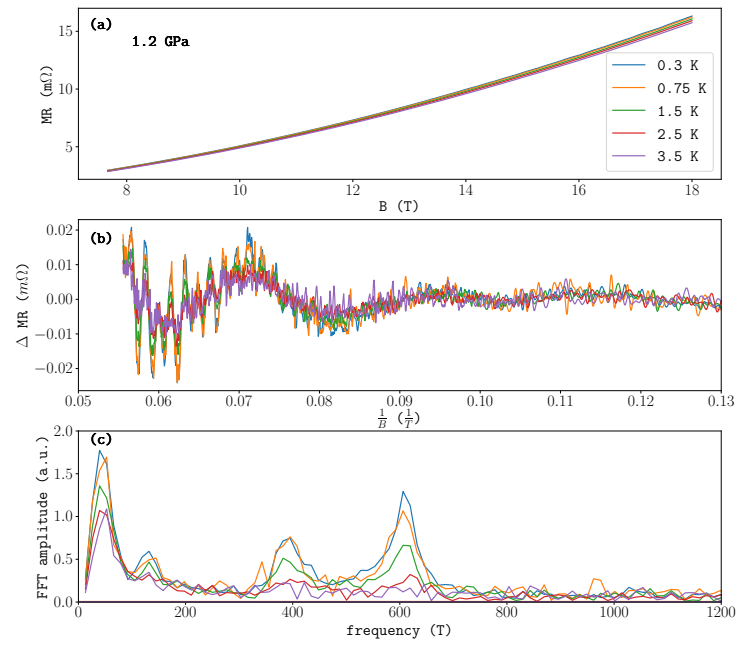 (a)
1.2 GPa
15
10
5
MR (mΩ)
0.3 K
0.75 K
1.5 K
2.5 K
3.5 K
8 10 12 14 16 18
B (T)
(b)
0.02
0.01
0.00
−0.01
−0.02
Δ MR (mΩ)
0.05 0.06 0.07 0.08 0.09 0.10 0.11 0.12 0.13
1/B (1/T)
(c)
2.0
1.5
1.0
0.5
0.0
FFT amplitude (a.u.)
0 200 400 600 800 1000 1200
frequency (T)